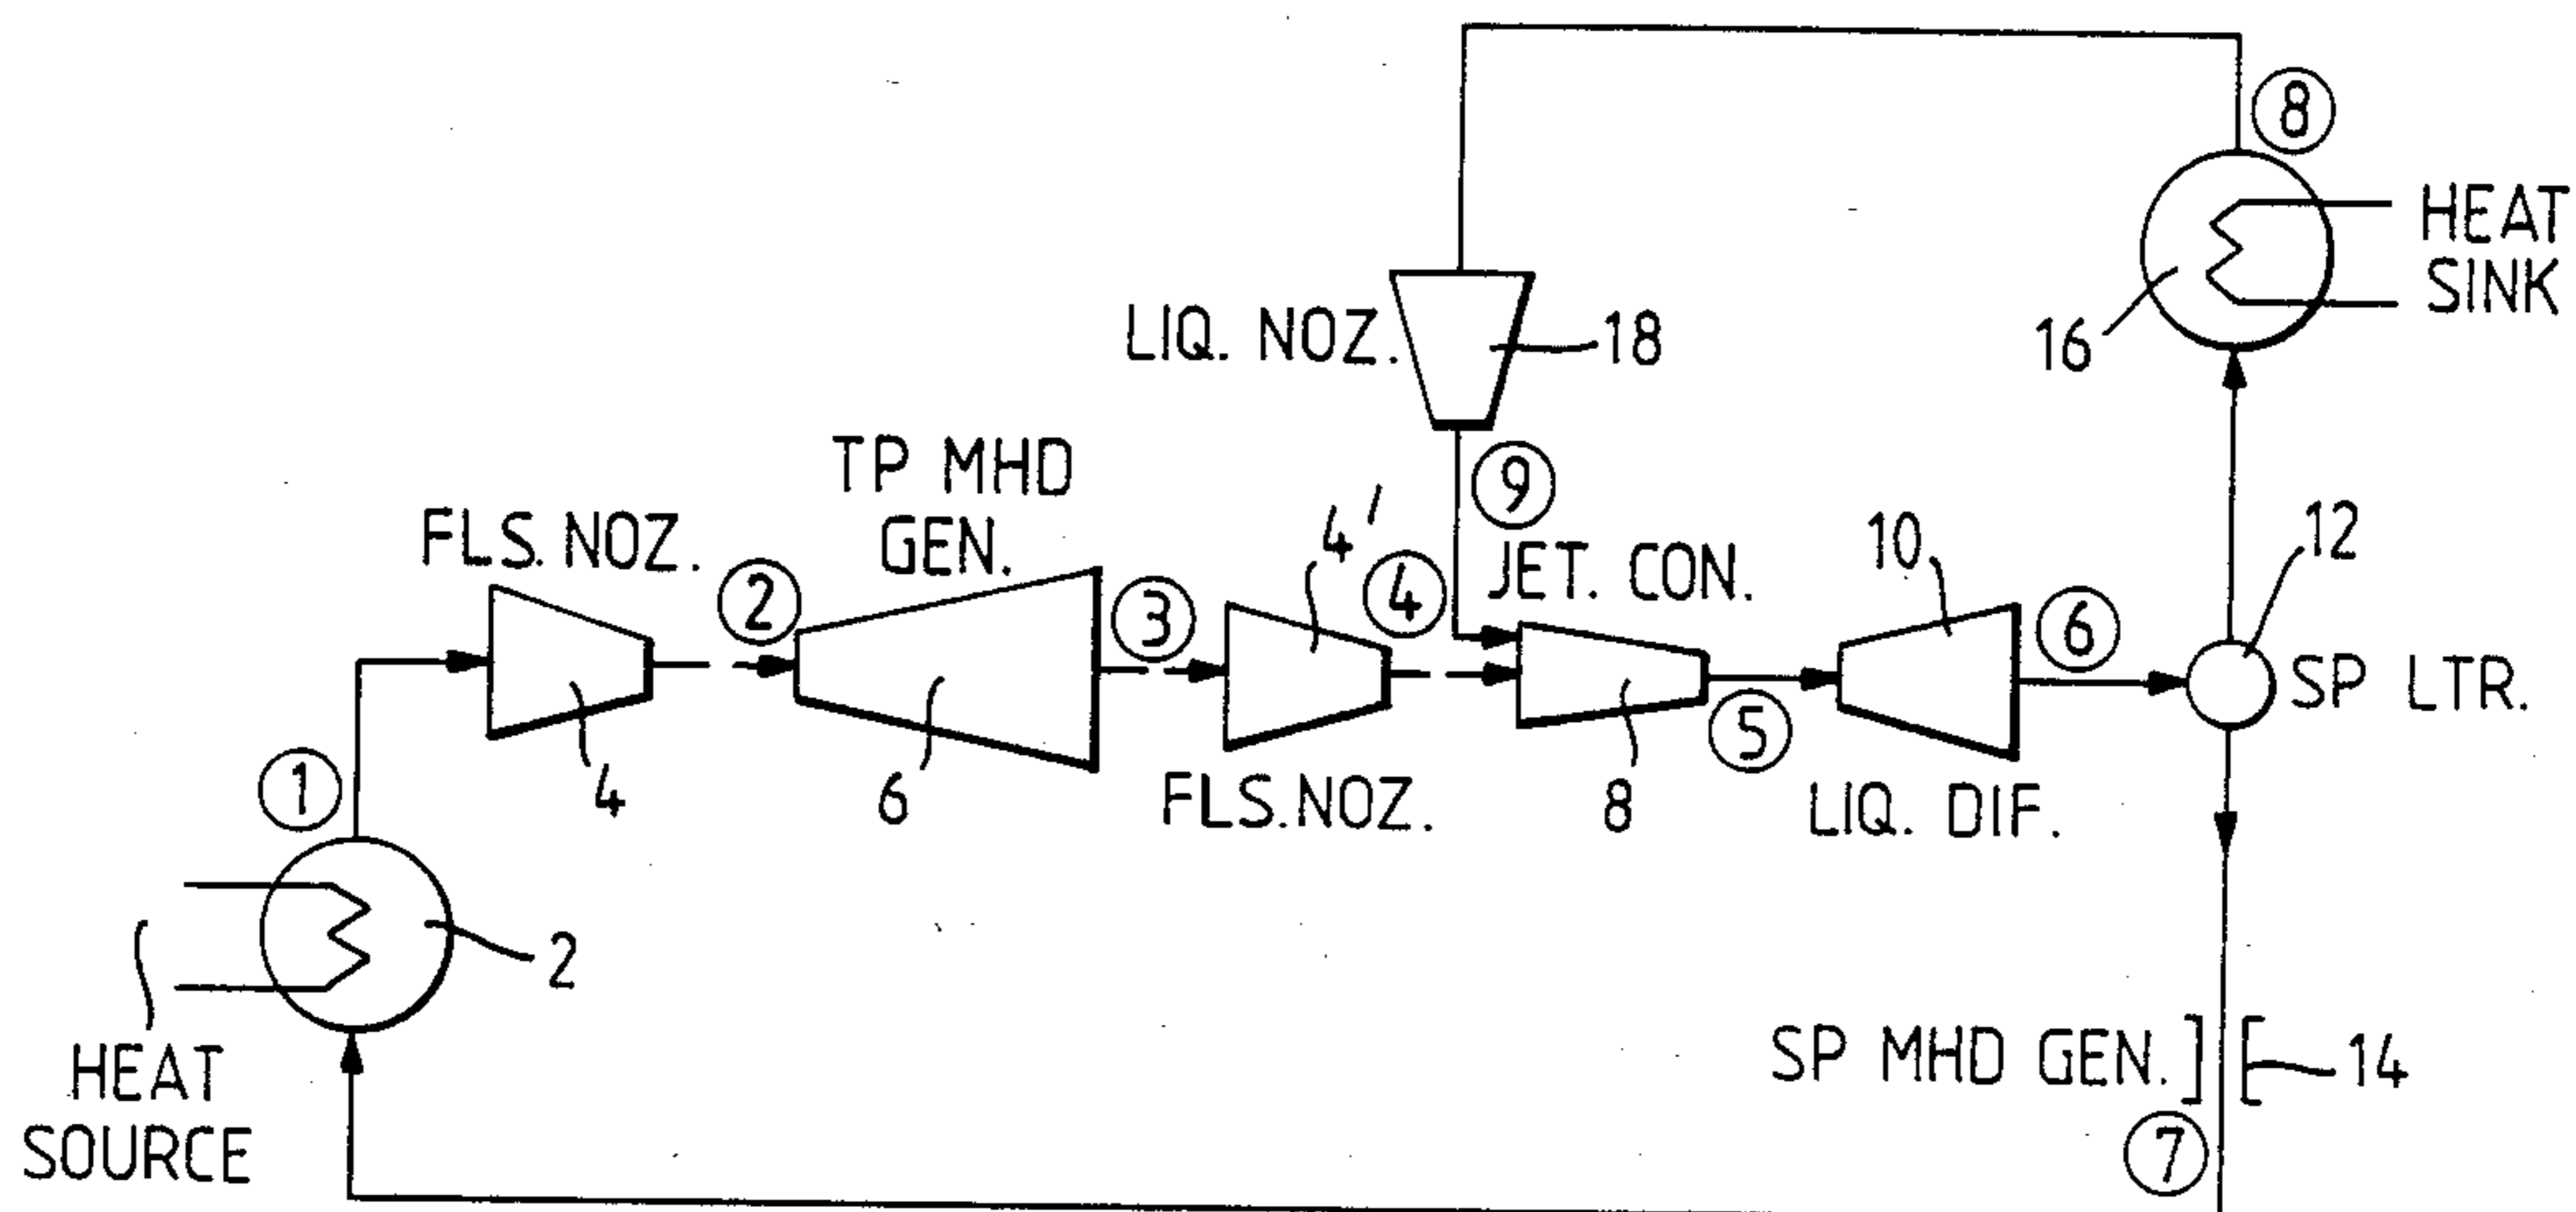 ⑧
HEAT
SINK
16
LIQ. NOZ.
18
⑨
TP MHD
GEN.
FLS. NOZ.
②
③
4'
④
JET. CON.
10
⑥
12
SP LTR.
①
4
6
FLS. NOZ.
8
⑤
LIQ. DIF.
2
HEAT
SOURCE
SP MHD GEN.
14
⑦